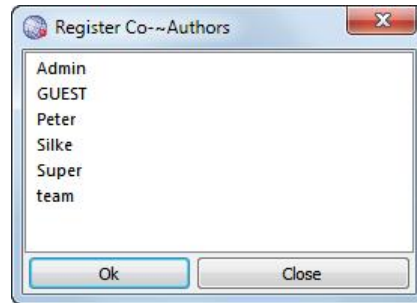 Register Co-~Authors
Admin
GUEST
Peter
Silke
Super
team
Ok Close